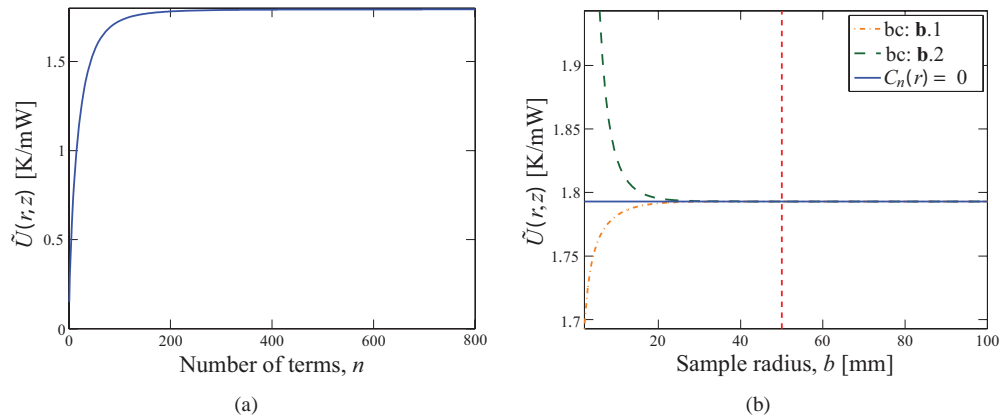 1.5
1
0.5
0
0
200
400
600
800
Ũ(r,z) [K/mW]
Number of terms, n
(a)
1.9
1.85
1.8
1.75
1.7
20
40
60
80
100
Ũ(r,z) [K/mW]
Sample radius, b [mm]
bc: b.1
bc: b.2
Cₙ(r) = 0
(b)